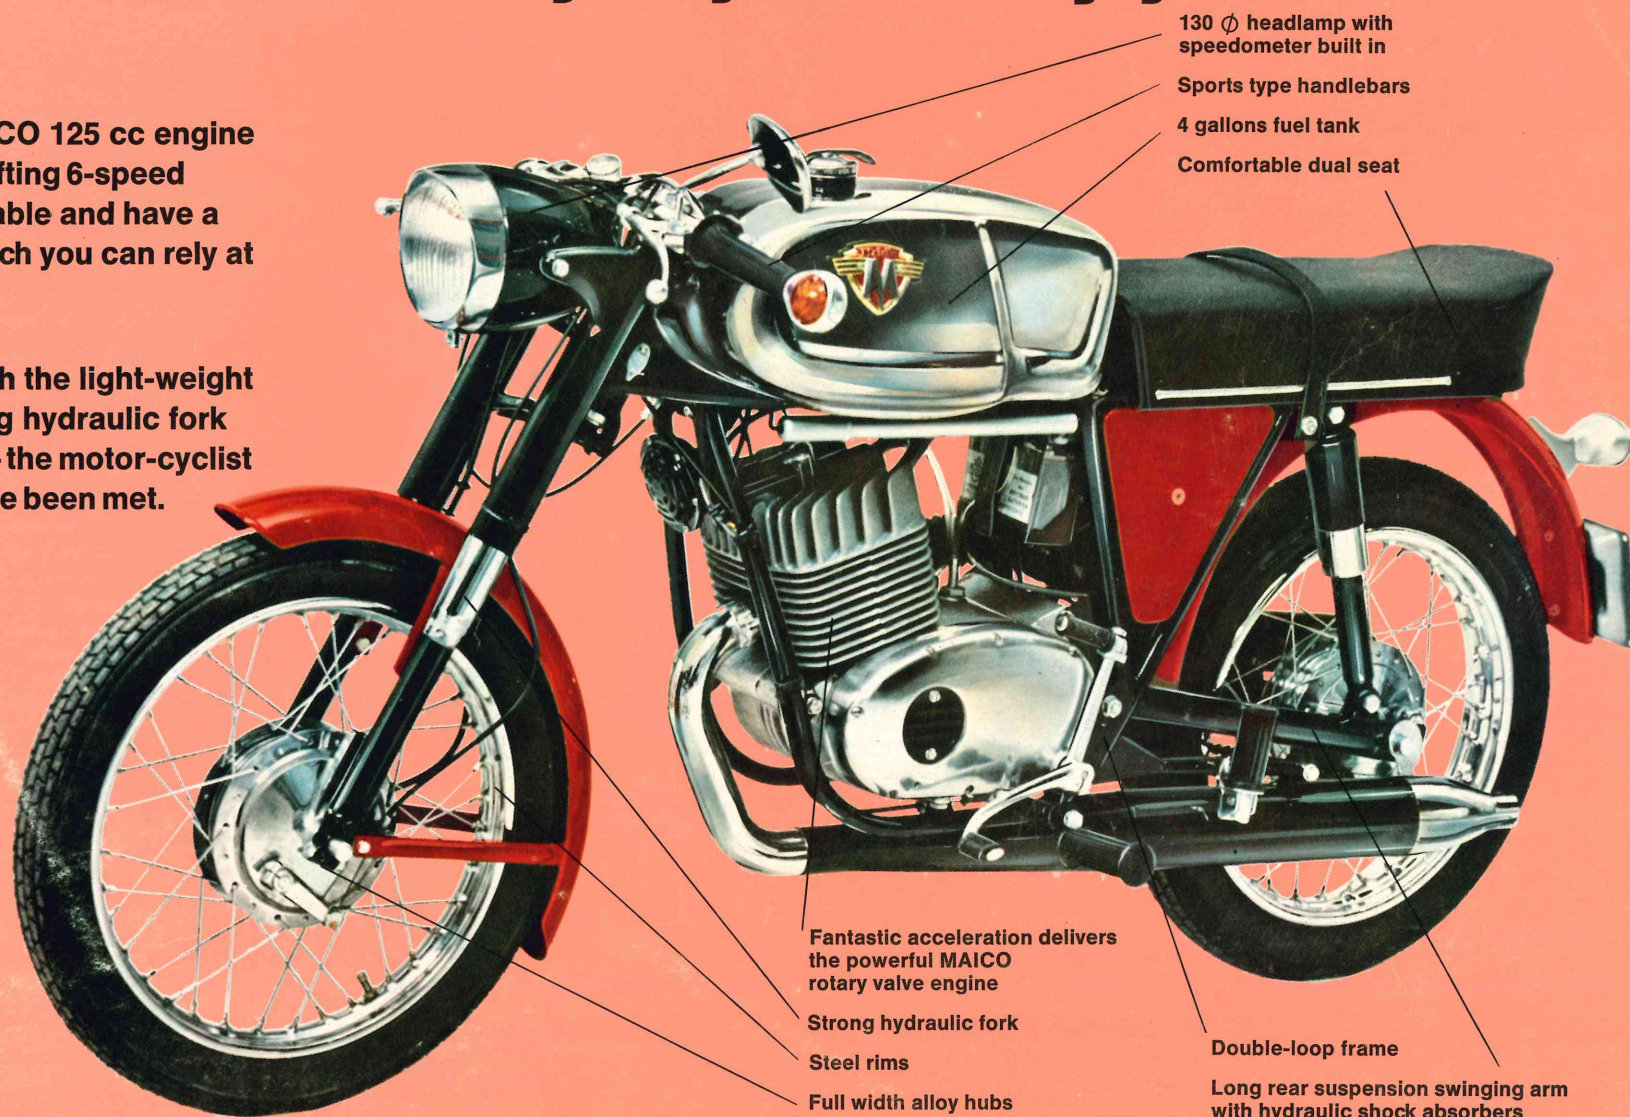 CO 125 cc engine
fting 6-speed
able and have a
ch you can rely at
h the light-weight
g hydraulic fork
the motor-cyclist
e been met.
130 ⌀ headlamp with
speedometer built in
Sports type handlebars
4 gallons fuel tank
Comfortable dual seat
M
Fantastic acceleration delivers
the powerful MAICO
rotary valve engine
Strong hydraulic fork
Steel rims
Full width alloy hubs
Double-loop frame
Long rear suspension swinging arm
with hydraulic shock absorbers